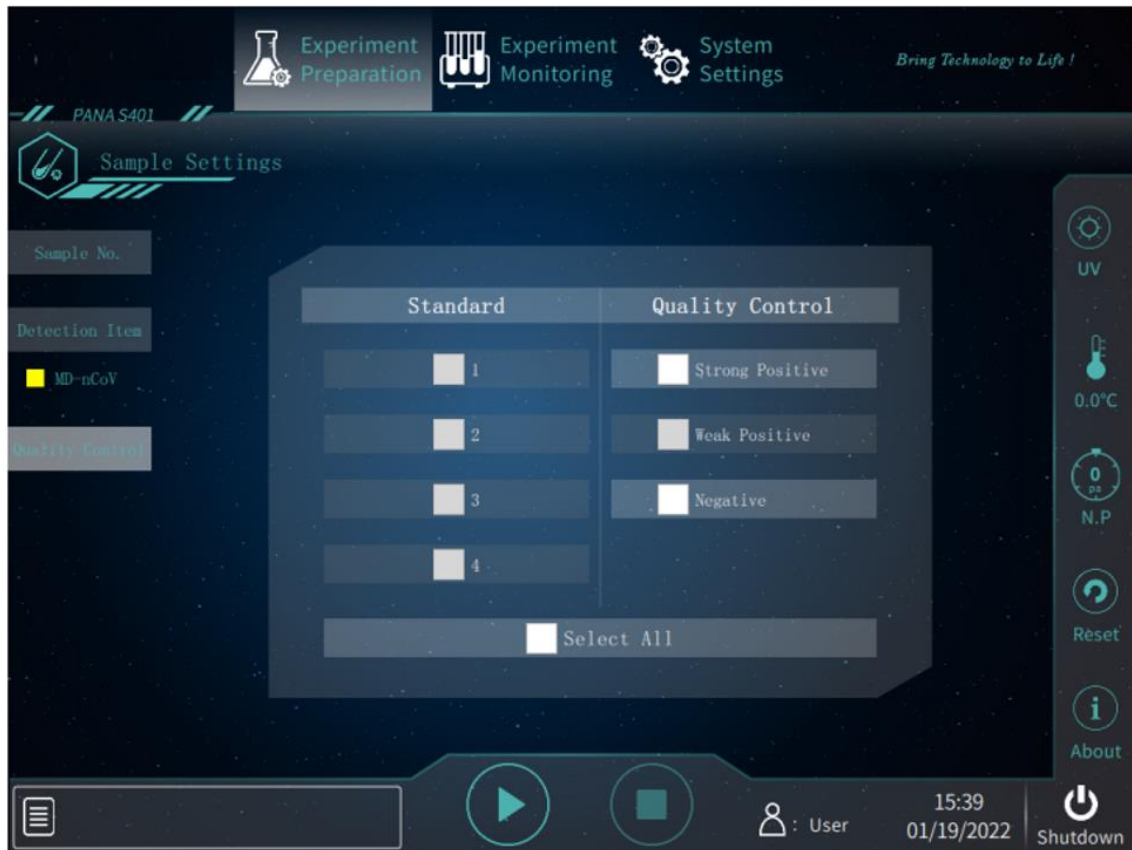 Experiment
Preparation
Experiment
Monitoring
System
Settings
Bring Technology to Life !
PANA S401
Sample Settings
Sample No.
Detection Item
MD-nCoV
Quality Control
Standard
Quality Control
1
Strong Positive
2
Weak Positive
3
Negative
4
Select All
UV
0.0°C
0
pa
N.P
Reset
i
About
: User
15:39
01/19/2022
Shutdown